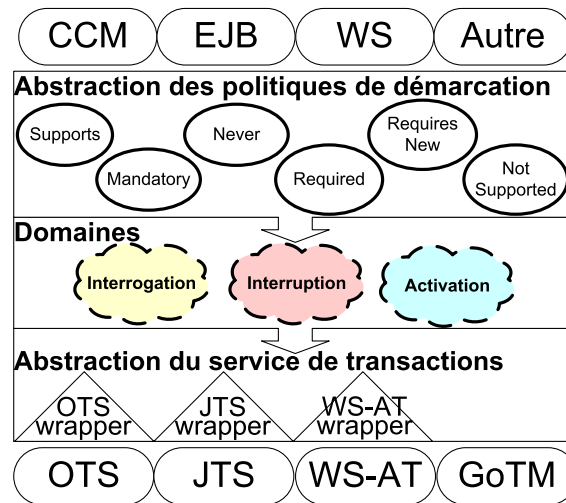 CCM EJB WS Autre
Abstraction des politiques de démarcation
Supports Never Requires New
Mandatory Required Not Supported
Domaines
Interrogation Interruption Activation
Abstraction du service de transactions
OTS wrapper JTS wrapper WS-AT wrapper
OTS JTS WS-AT GoTM